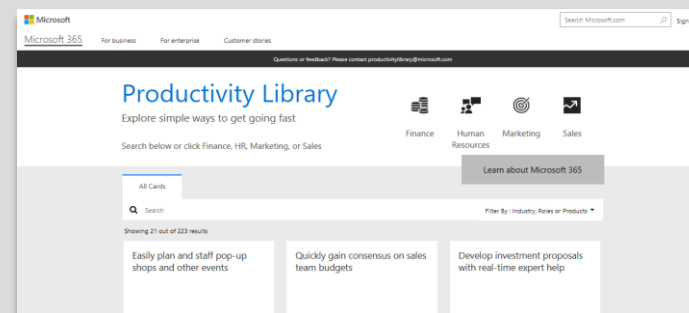 Microsoft
Search Microsoft.com
Sign
Microsoft 365
For business
For enterprise
Customer stories
Questions or feedback? Please contact productivitylibrary@microsoft.com
Productivity Library
Explore simple ways to get going fast
Search below or click Finance, HR, Marketing, or Sales
Finance
Human Resources
Marketing
Sales
Learn about Microsoft 365
All Cards
Search
Filter By : Industry, Roles or Products
Showing 21 out of 223 results
Easily plan and staff pop-up
shops and other events
Quickly gain consensus on sales
team budgets
Develop investment proposals
with real-time expert help